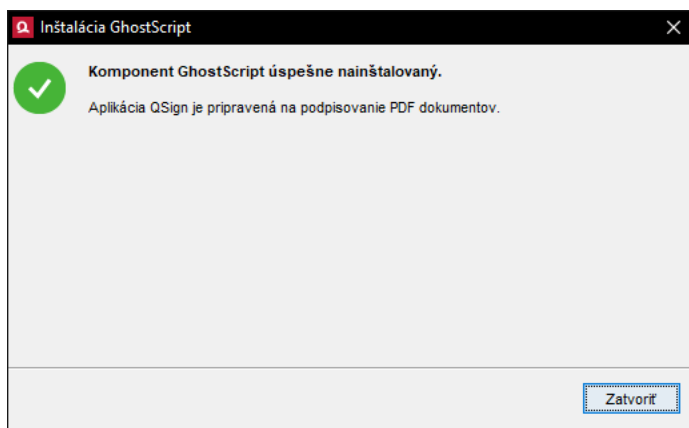 Inštalácia GhostScript
Komponent GhostScript úspešne nainštalovaný.
Aplikácia QSign je pripravená na podpisovanie PDF dokumentov.
Zatvoriť